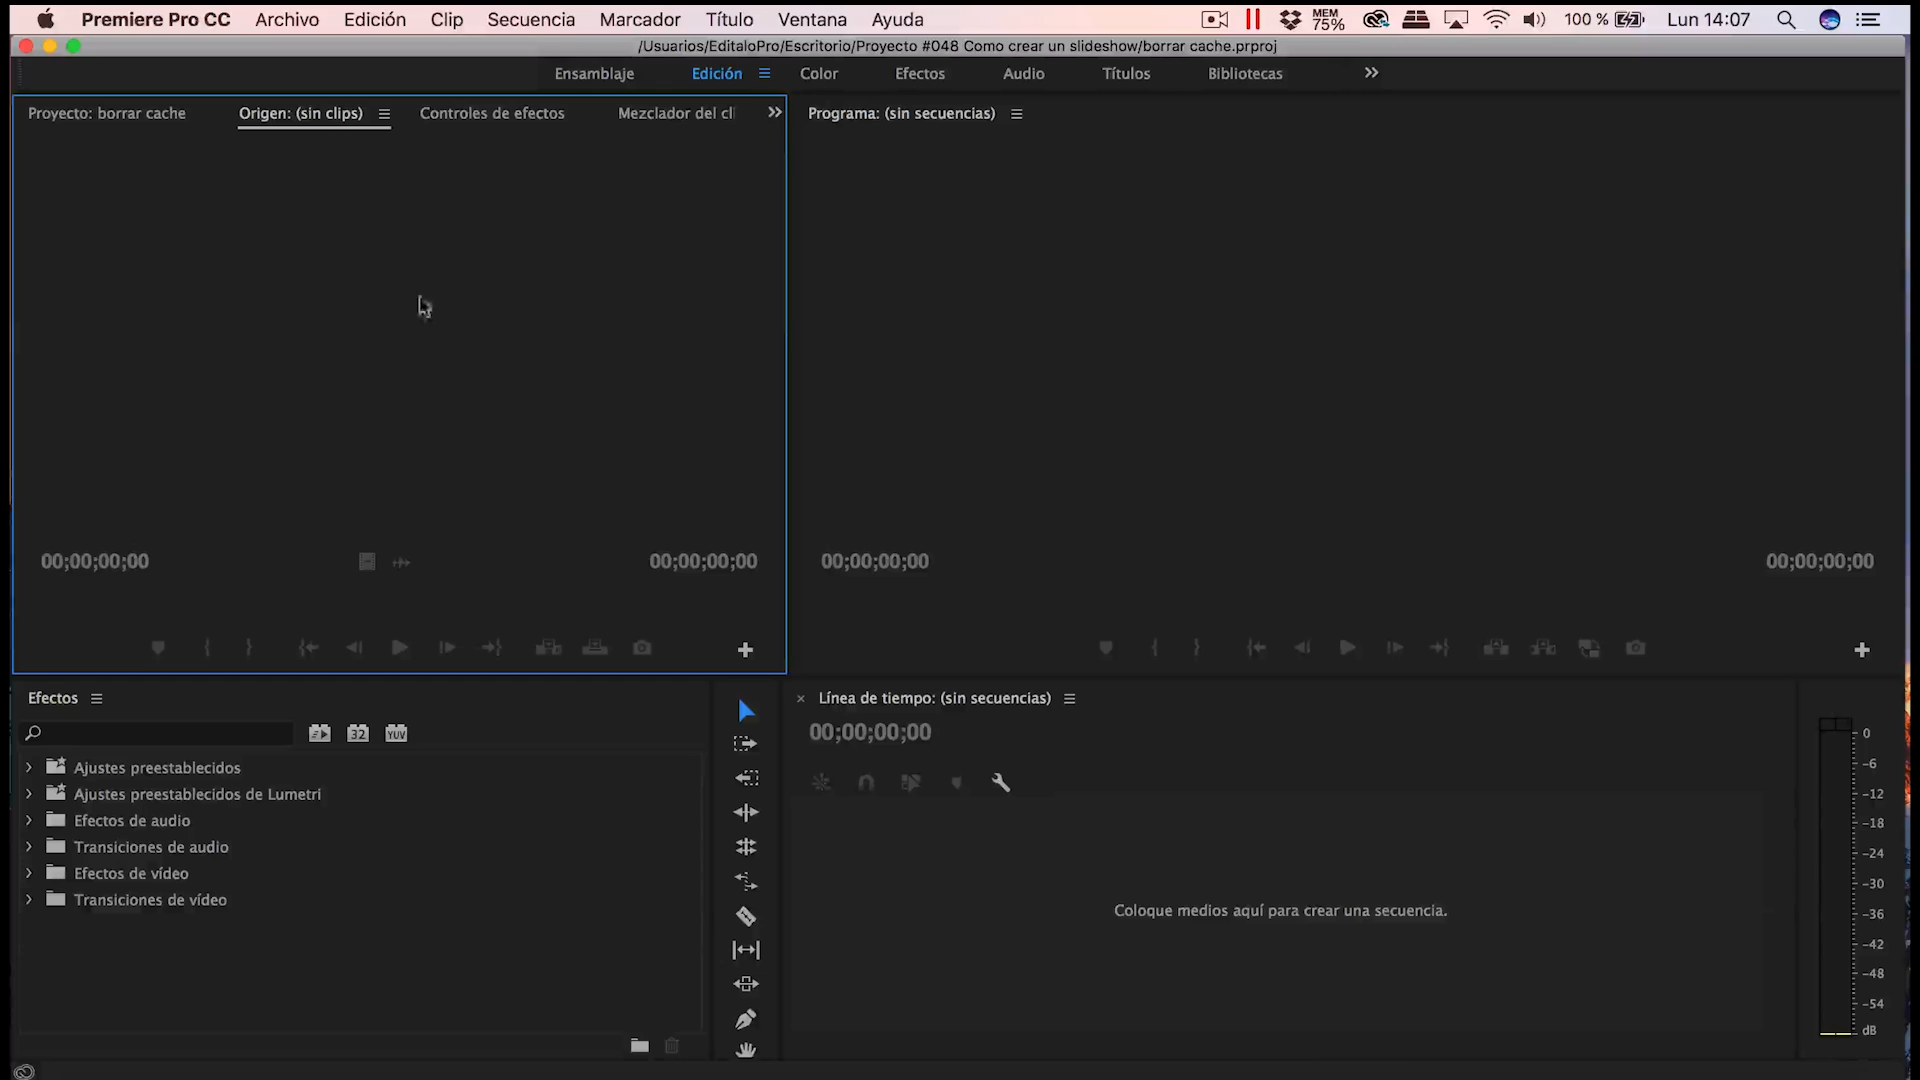 Premiere Pro CC Archivo Edición Clip Secuencia Marcador Título Ventana Ayuda MEM 75% 100 % Lun 14:07
/Usuarios/EditaloPro/Escritorio/Proyecto #048 Como crear un slideshow/borrar cache.prproj
Ensamblaje Edición Color Efectos Audio Títulos Bibliotecas
Proyecto: borrar cache Origen: (sin clips) Controles de efectos Mezclador del cli Programa: (sin secuencias)
00;00;00;00 00;00;00;00 00;00;00;00 00;00;00;00
Efectos
32 YUV
Ajustes preestablecidos
Ajustes preestablecidos de Lumetri
Efectos de audio
Transiciones de audio
Efectos de vídeo
Transiciones de vídeo
Línea de tiempo: (sin secuencias)
00;00;00;00
Coloque medios aquí para crear una secuencia.
0
-6
-12
-18
-24
-30
-36
-42
-48
-54
dB